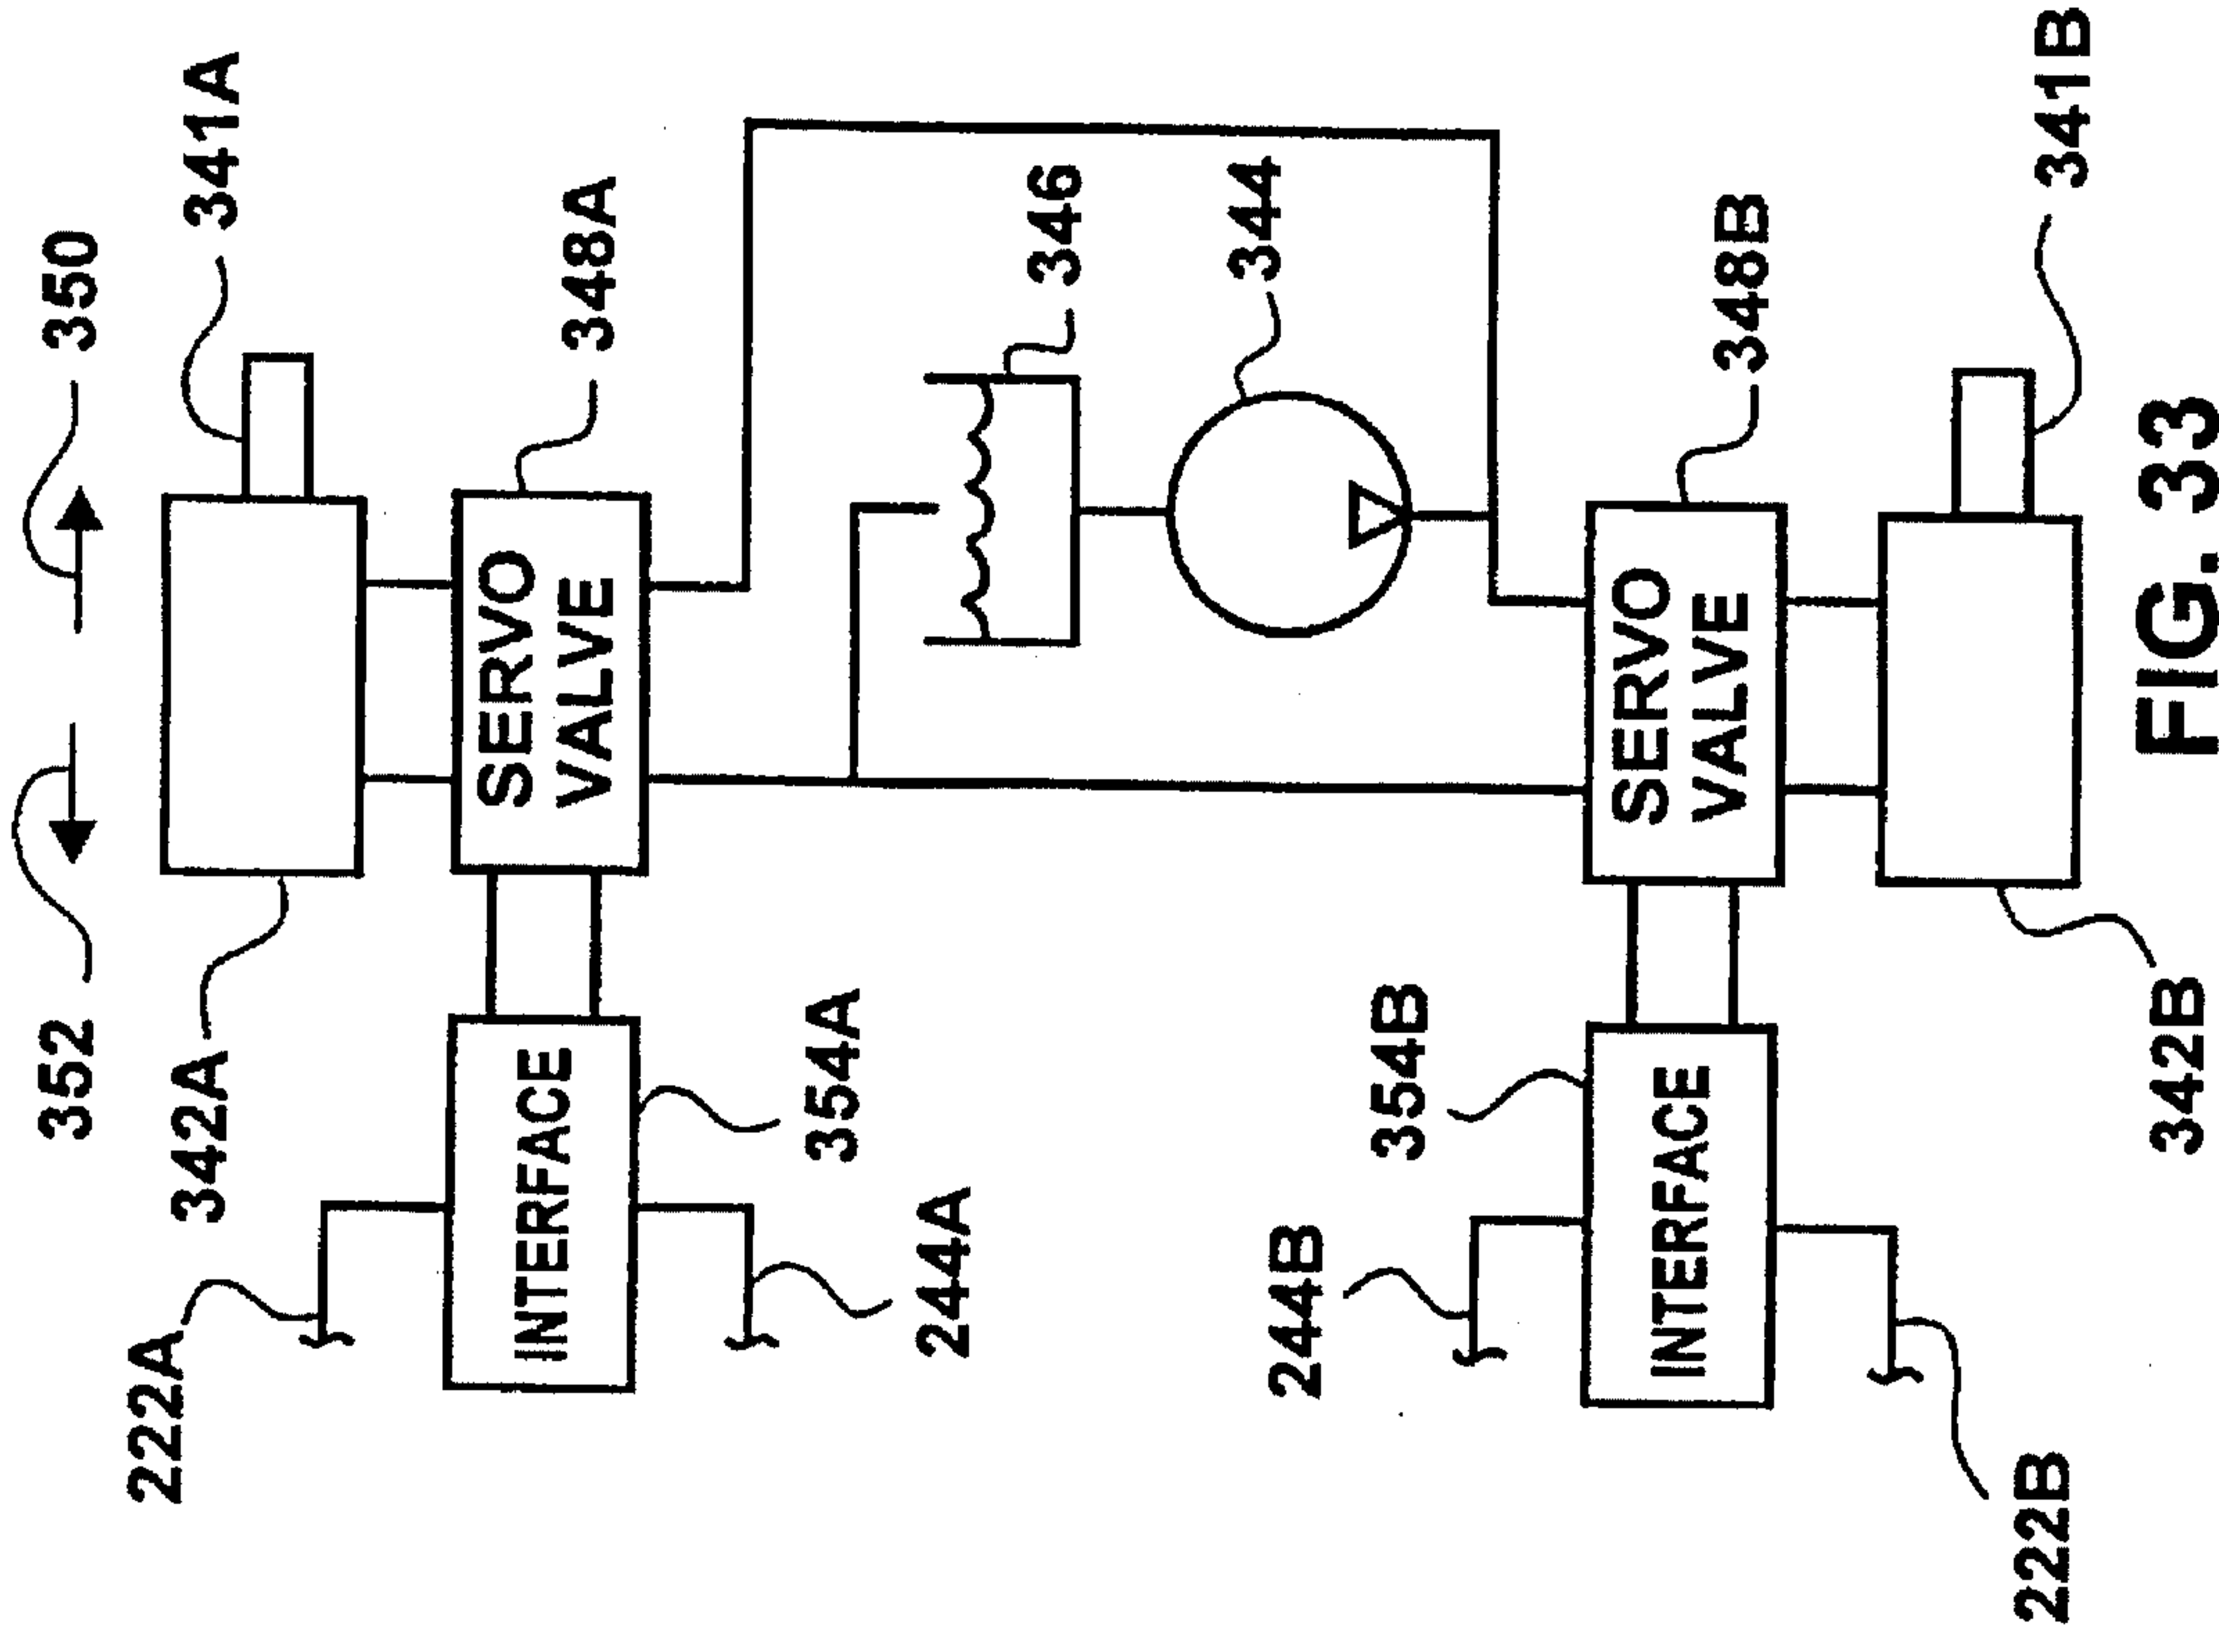 352
350
342A
341A
222A
SERVO
VALVE
348A
INTERFACE
354A
244A
346
344
244B
354B
INTERFACE
SERVO
VALVE
348B
222B
342B
341B
FIG. 33